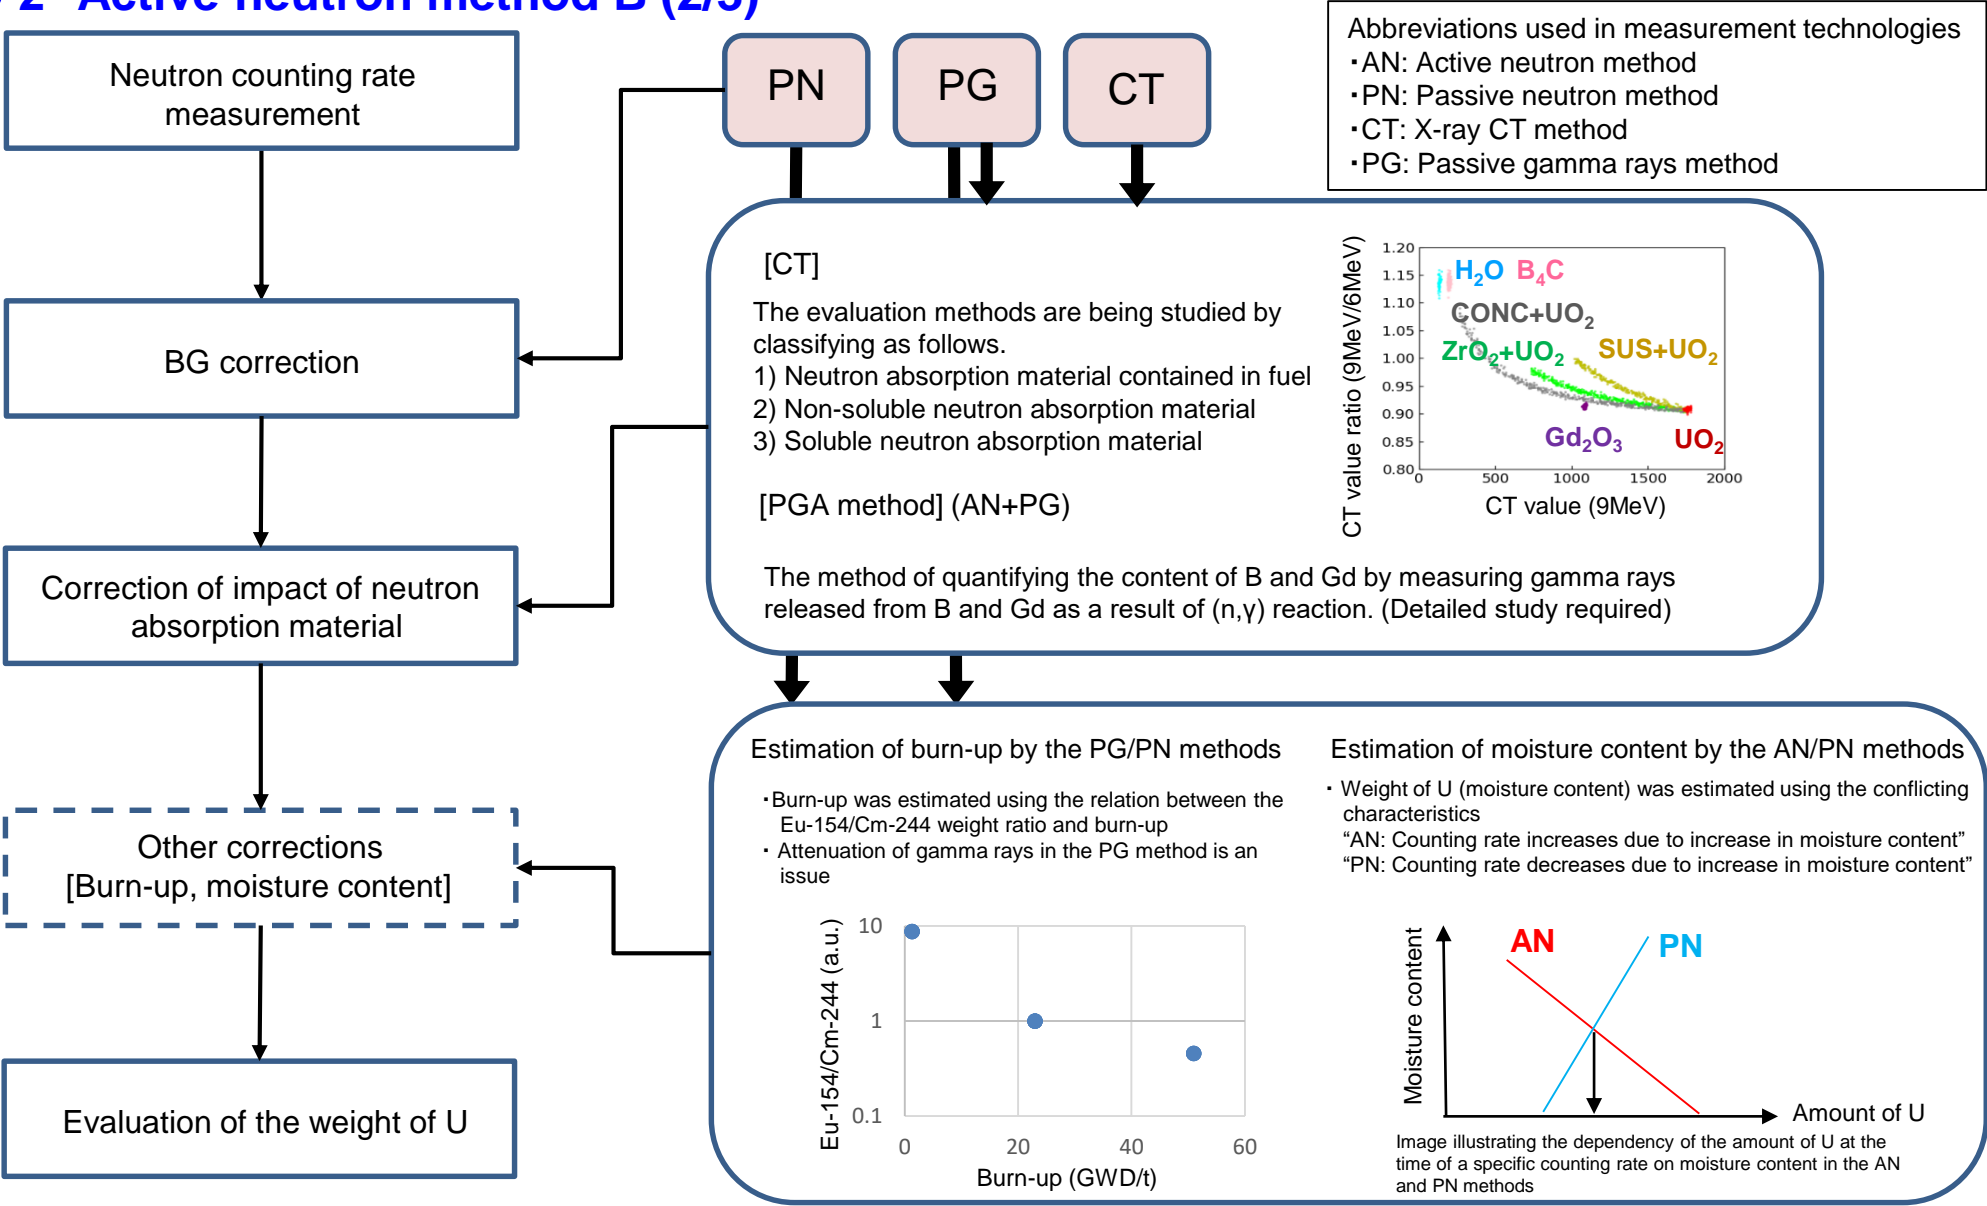 2 Active neutron method B (2/3)
Neutron counting rate
measurement
BG correction
Correction of impact of neutron
absorption material
Other corrections
[Burn-up, moisture content]
Evaluation of the weight of U
PN
PG
CT
Abbreviations used in measurement technologies
・AN: Active neutron method
・PN: Passive neutron method
・CT: X-ray CT method
・PG: Passive gamma rays method
[CT]
The evaluation methods are being studied by
classifying as follows.
1) Neutron absorption material contained in fuel
2) Non-soluble neutron absorption material
3) Soluble neutron absorption material
[PGA method] (AN+PG)
The method of quantifying the content of B and Gd by measuring gamma rays
released from B and Gd as a result of (n,γ) reaction. (Detailed study required)
CT value ratio (9MeV/6MeV)
1.20
1.15
1.10
1.05
1.00
0.95
0.90
0.85
0.80
H₂O B₄C
CONC+UO₂
ZrO₂+UO₂
SUS+UO₂
Gd₂O₃
UO₂
0 500 1000 1500 2000
CT value (9MeV)
Estimation of burn-up by the PG/PN methods
・Burn-up was estimated using the relation between the
Eu-154/Cm-244 weight ratio and burn-up
・Attenuation of gamma rays in the PG method is an
issue
Eu-154/Cm-244 (a.u.)
10
1
0.1
0 20 40 60
Burn-up (GWD/t)
Estimation of moisture content by the AN/PN methods
・Weight of U (moisture content) was estimated using the conflicting
characteristics
“AN: Counting rate increases due to increase in moisture content”
“PN: Counting rate decreases due to increase in moisture content”
Moisture content
AN
PN
Amount of U
Image illustrating the dependency of the amount of U at the
time of a specific counting rate on moisture content in the AN
and PN methods